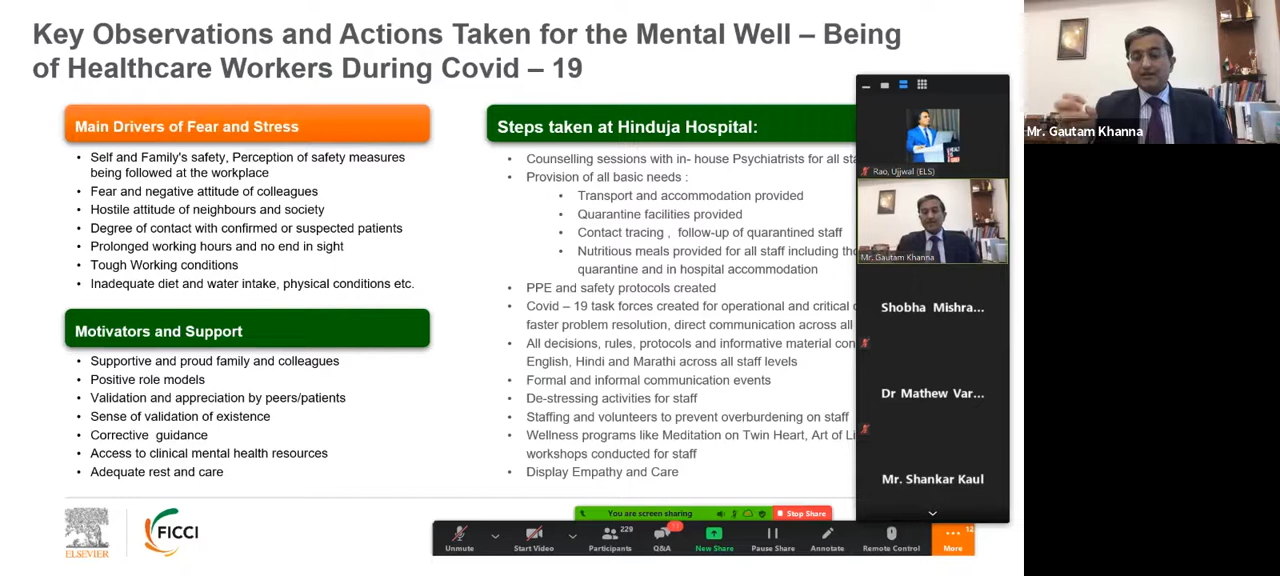 Key Observations and Actions Taken for the Mental Well – Being
of Healthcare Workers During Covid – 19
Main Drivers of Fear and Stress
• Self and Family's safety, Perception of safety measures
being followed at the workplace
• Fear and negative attitude of colleagues
• Hostile attitude of neighbours and society
• Degree of contact with confirmed or suspected patients
• Prolonged working hours and no end in sight
• Tough Working conditions
• Inadequate diet and water intake, physical conditions etc.
Motivators and Support
• Supportive and proud family and colleagues
• Positive role models
• Validation and appreciation by peers/patients
• Sense of validation of existence
• Corrective guidance
• Access to clinical mental health resources
• Adequate rest and care
Steps taken at Hinduja Hospital:
• Counselling sessions with in- house Psychiatrists for all
• Provision of all basic needs :
• Transport and accommodation provided
• Quarantine facilities provided
• Contact tracing , follow-up of quarantined staff
• Nutritious meals provided for all staff including
quarantine and in hospital accommodation
• PPE and safety protocols created
• Covid – 19 task forces created for operational and critical
faster problem resolution, direct communication across all
• All decisions, rules, protocols and informative material
English, Hindi and Marathi across all staff levels
• Formal and informal communication events
• De-stressing activities for staff
• Staffing and volunteers to prevent overburdening on staff
• Wellness programs like Meditation on Twin Heart, Art of
workshops conducted for staff
• Display Empathy and Care
Rao, Ujjwal (ELS)
Mr. Gautam Khanna
Shobha Mishra...
Dr Mathew Var...
Mr. Shankar Kaul
Mr. Gautam Khanna
ELSEVIER
FICCI
You are screen sharing
Stop Share
Unmute
Start Video
Participants
229
Q&A
New Share
Pause Share
Annotate
Remote Control
More
12